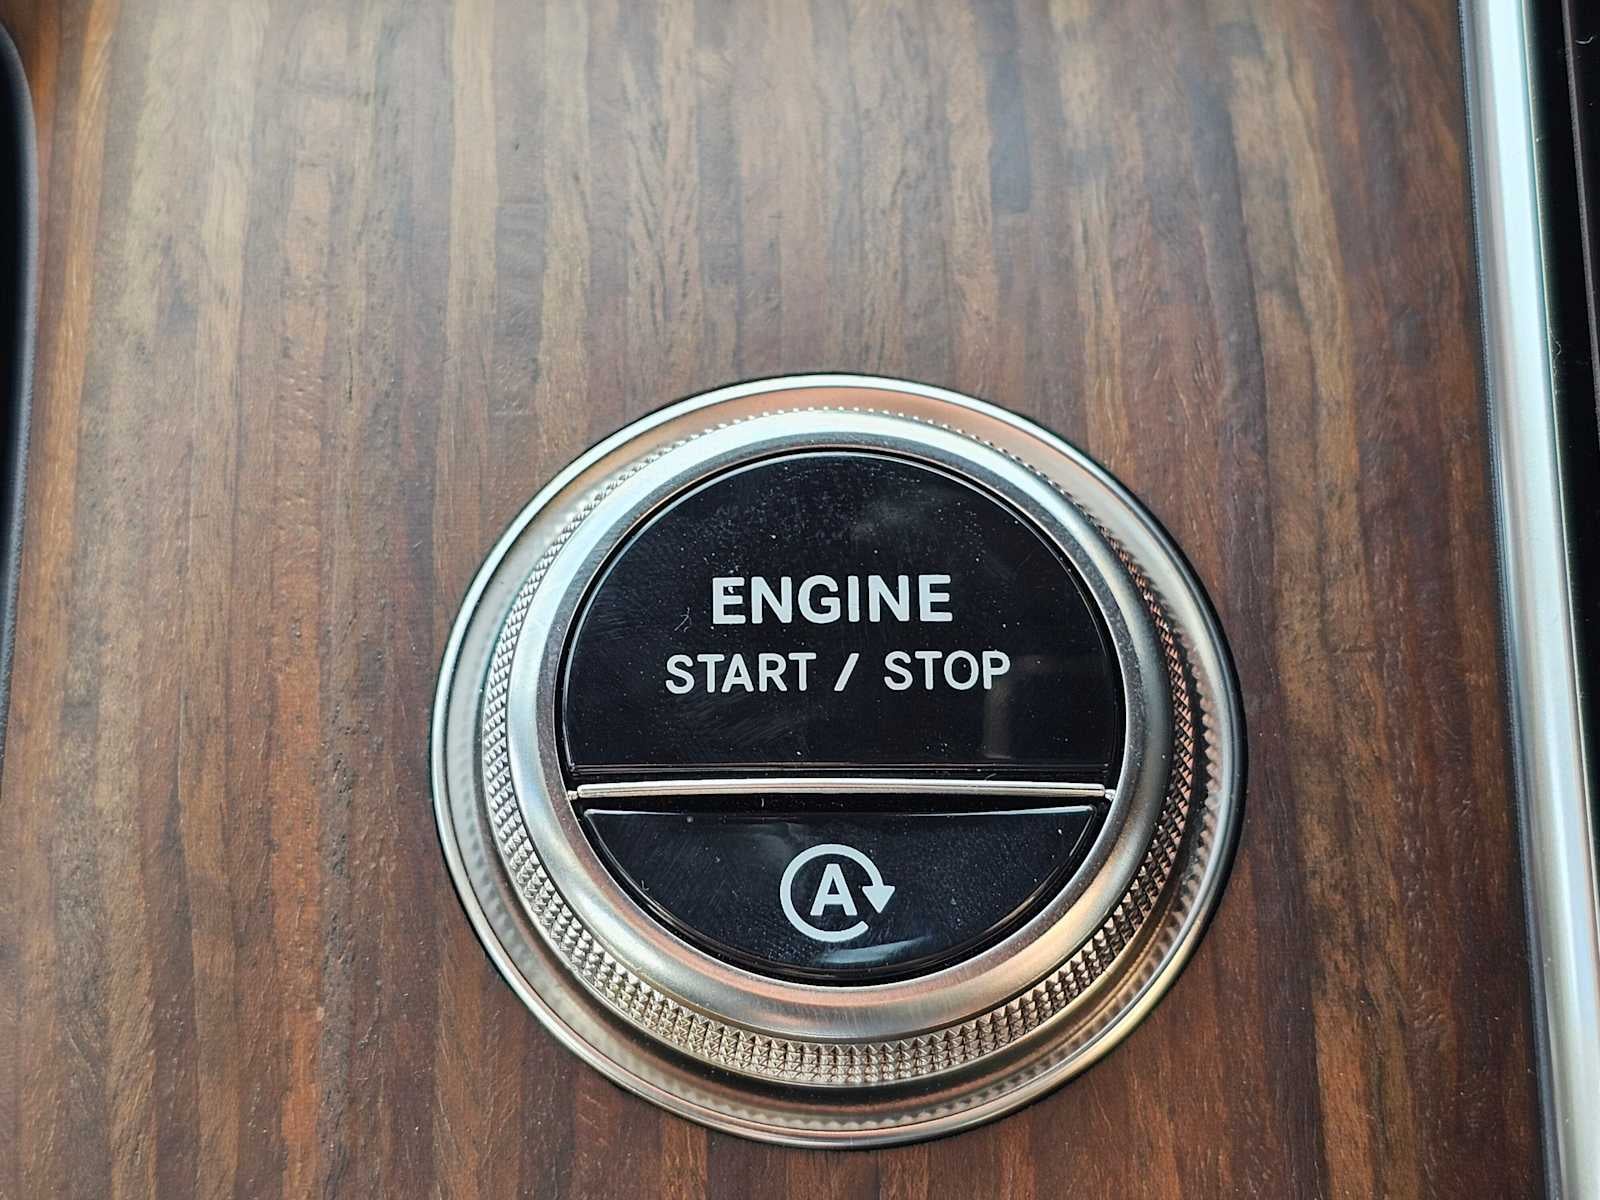 ENGINE
START / STOP
A